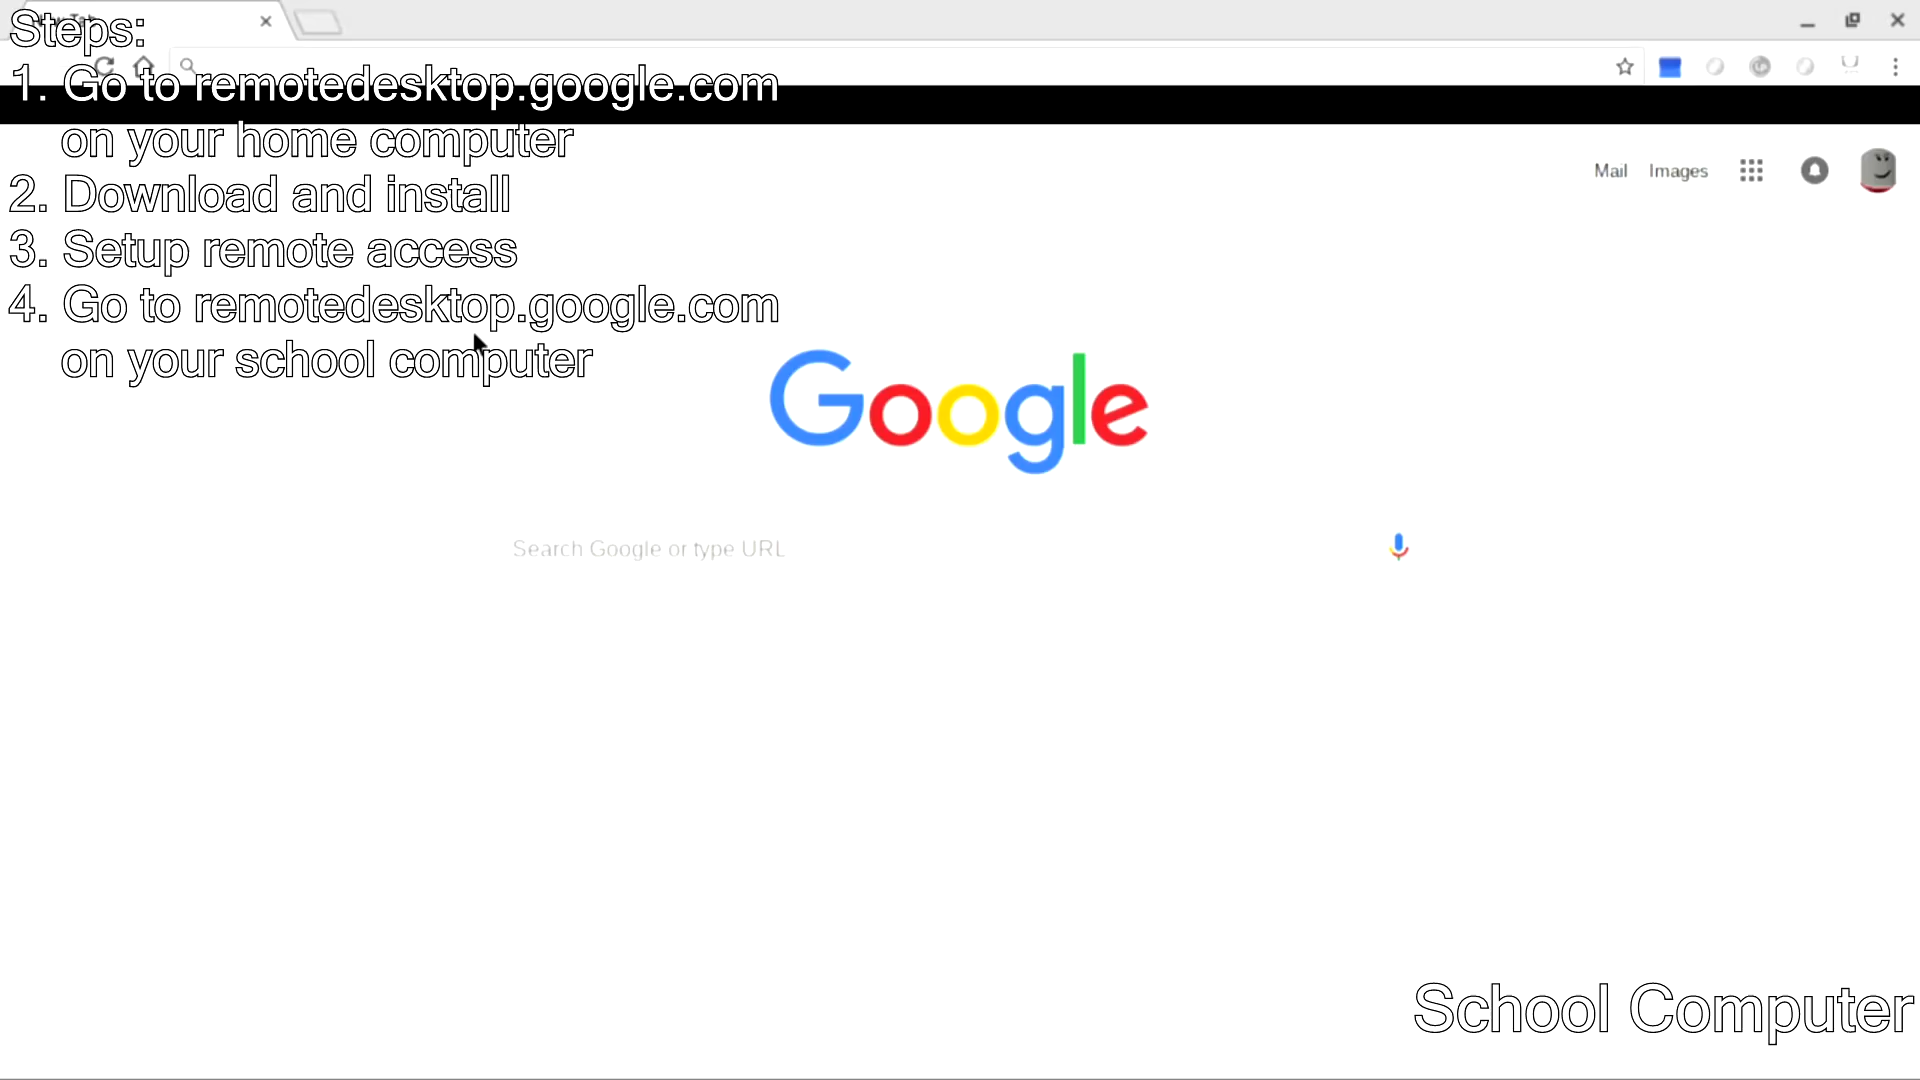 Steps:
1. Go to remotedesktop.google.com
on your home computer
2. Download and install
3. Setup remote access
4. Go to remotedesktop.google.com
on your school computer
Mail Images
Google
Search Google or type URL
School Computer